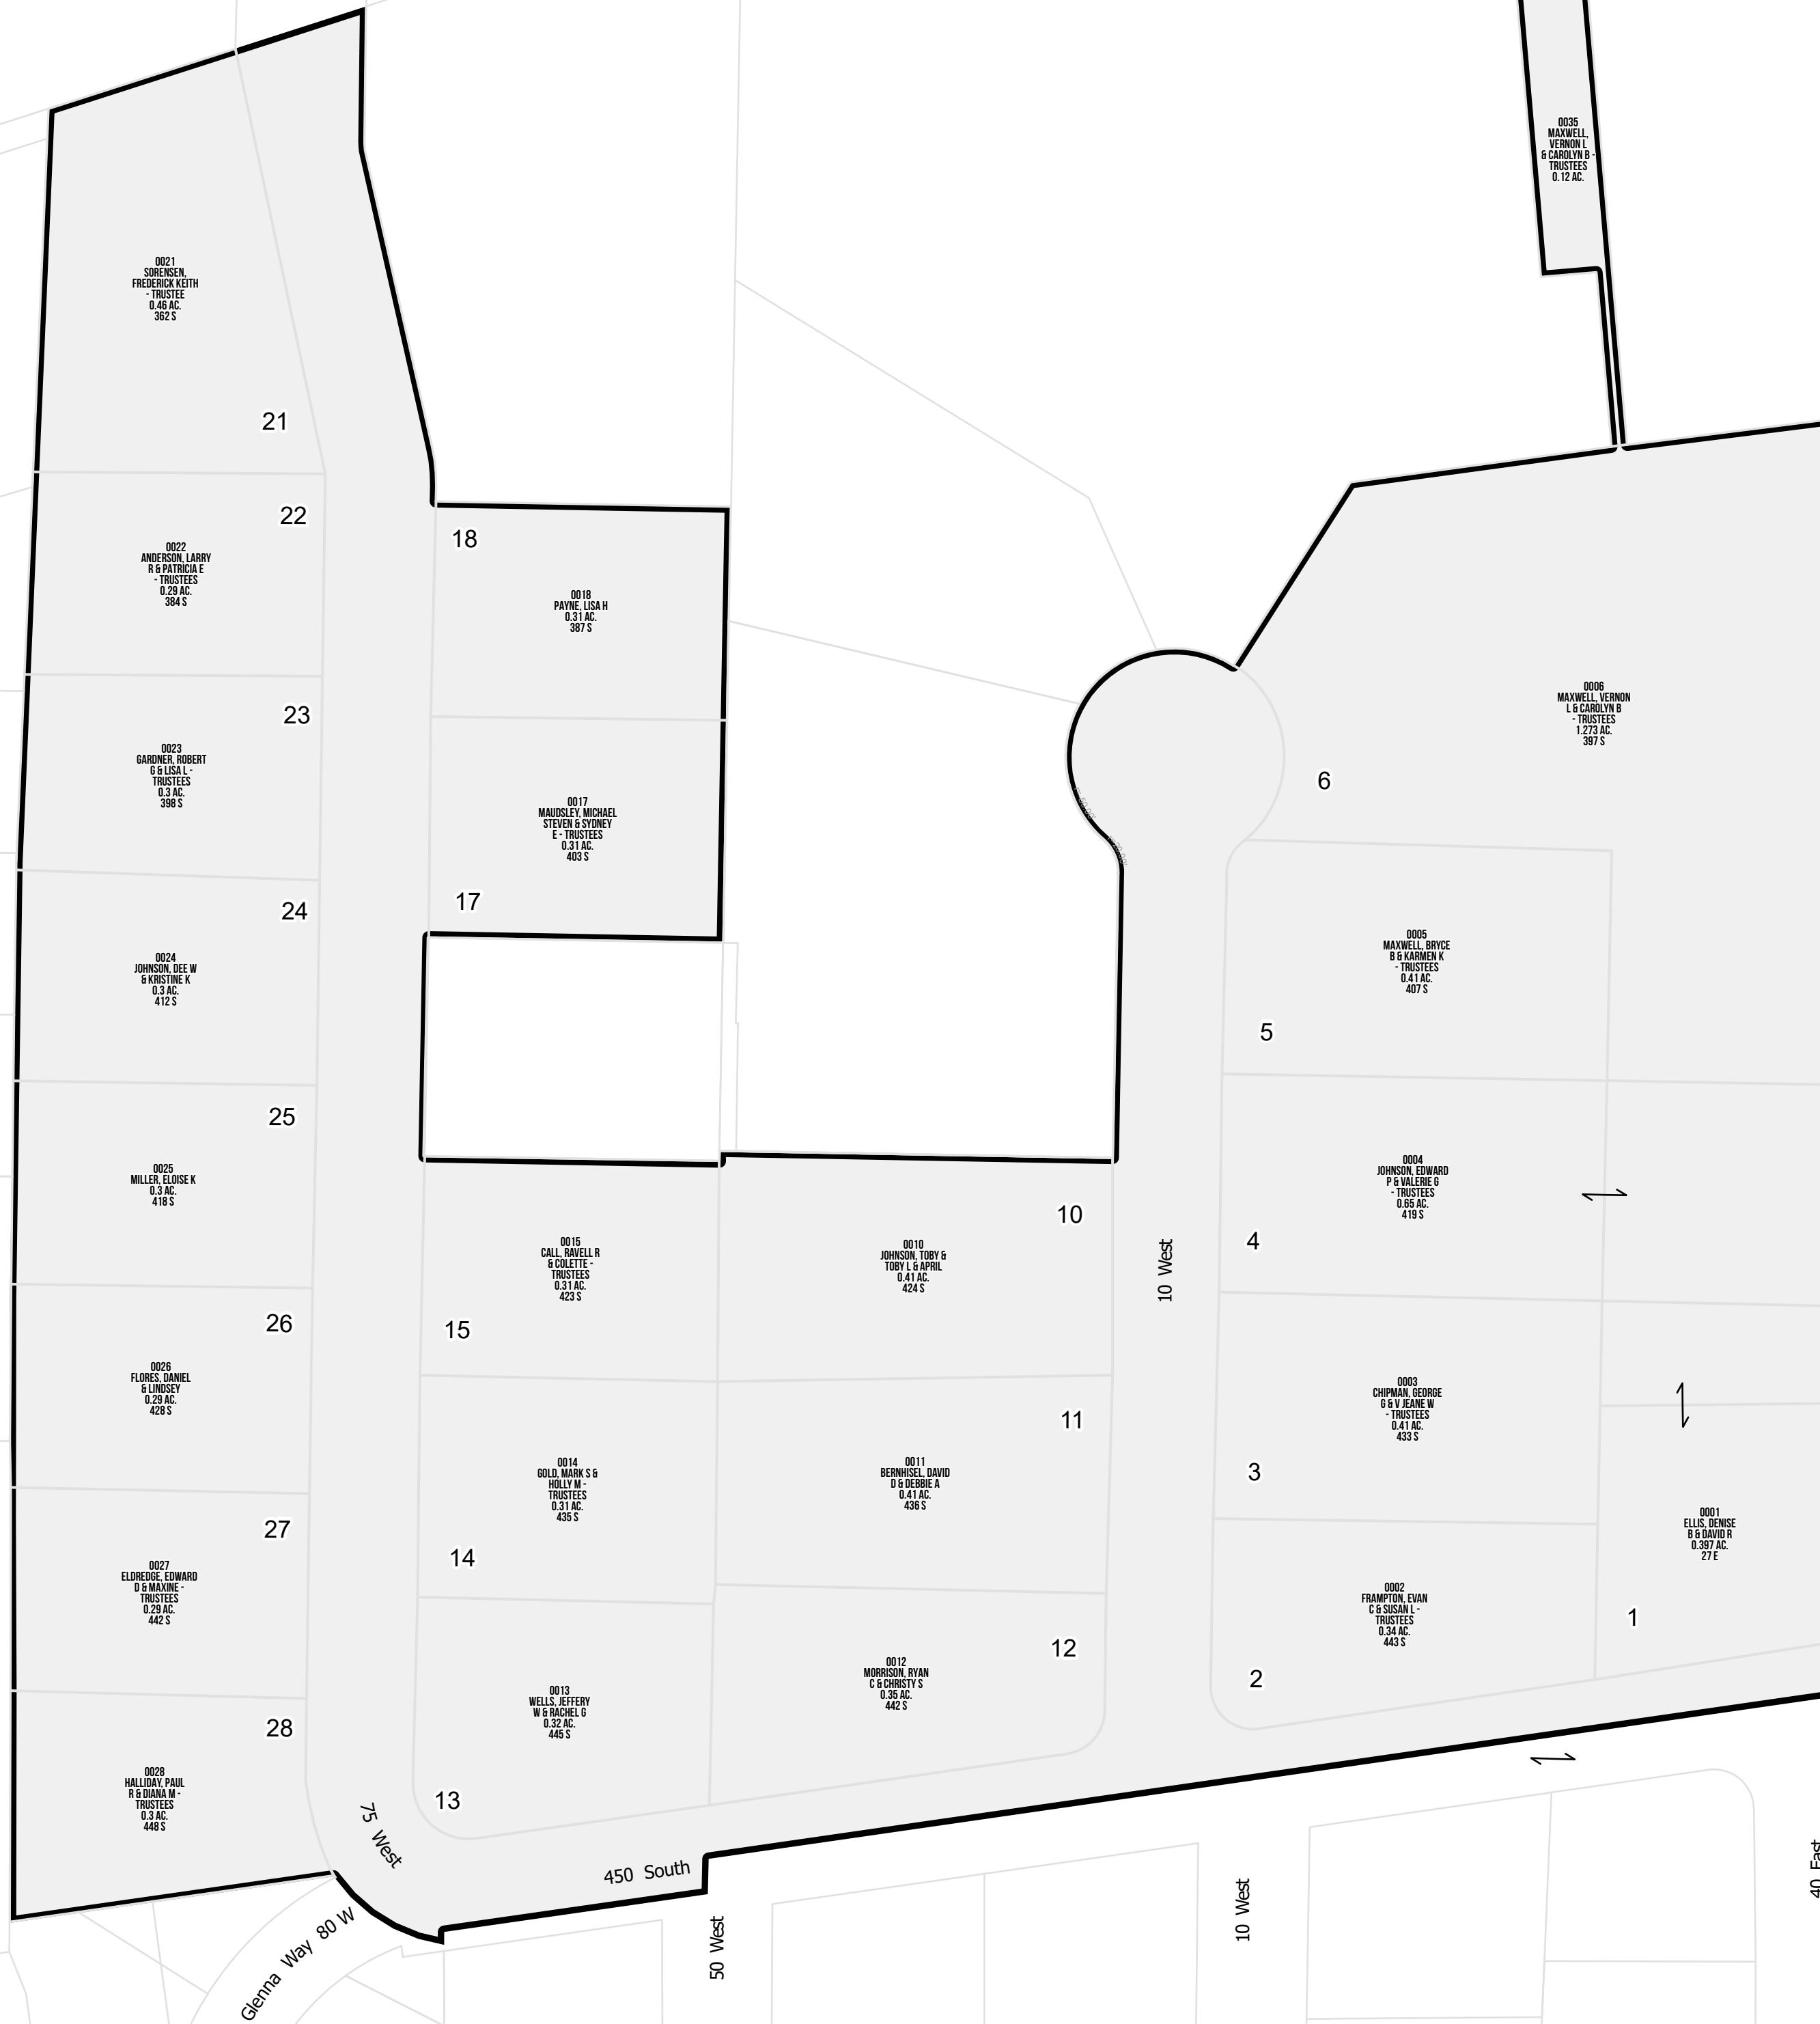 0035
MAXWELL,
VERNON L
& CAROLYN B -
TRUSTEES
0.12 AC.
0021
SORENSEN,
FREDERICK KEITH
- TRUSTEE
0.46 AC.
362 S
21
22
0022
ANDERSON, LARRY
R & PATRICIA E
- TRUSTEES
0.29 AC.
384 S
18
0018
PAYNE, LISA H
0.31 AC.
387 S
23
0023
GARDNER, ROBERT
G & LISA L -
TRUSTEES
0.3 AC.
398 S
0017
MAUDSLEY, MICHAEL
STEVEN & SYDNEY
E - TRUSTEES
0.31 AC.
403 S
17
0006
MAXWELL, VERNON
L & CAROLYN B
- TRUSTEES
1.273 AC.
397 S
6
24
0024
JOHNSON, DEE W
& KRISTINE K
0.3 AC.
412 S
0005
MAXWELL, BRYCE
B & KARMEN K
- TRUSTEES
0.41 AC.
407 S
5
25
0025
MILLER, ELOISE K
0.3 AC.
418 S
0015
CALL, RAVELL R
& COLETTE -
TRUSTEES
0.31 AC.
423 S
15
10
0010
JOHNSON, TOBY &
TOBY L & APRIL
0.41 AC.
424 S
10 West
0004
JOHNSON, EDWARD
P & VALERIE G
- TRUSTEES
0.65 AC.
419 S
4
26
0026
FLORES, DANIEL
& LINDSEY
0.29 AC.
428 S
0014
GOLD, MARK S &
HOLLY M -
TRUSTEES
0.31 AC.
435 S
14
11
0011
BERNHISEL, DAVID
D & DEBBIE A
0.41 AC.
436 S
0003
CHIPMAN, GEORGE
G & V JEANE W
- TRUSTEES
0.41 AC.
433 S
3
0001
ELLIS, DENISE
B & DAVID R
0.397 AC.
27 E
1
27
0027
ELDREDGE, EDWARD
D & MAXINE -
TRUSTEES
0.29 AC.
442 S
0013
WELLS, JEFFERY
W & RACHEL G
0.32 AC.
445 S
13
12
0012
MORRISON, RYAN
C & CHRISTY S
0.35 AC.
442 S
0002
FRAMPTON, EVAN
C & SUSAN L -
TRUSTEES
0.34 AC.
443 S
2
28
0028
HALLIDAY, PAUL
R & DIANA M -
TRUSTEES
0.3 AC.
448 S
75 West
450 South
Glenna Way 80 W
50 West
10 West
40 East